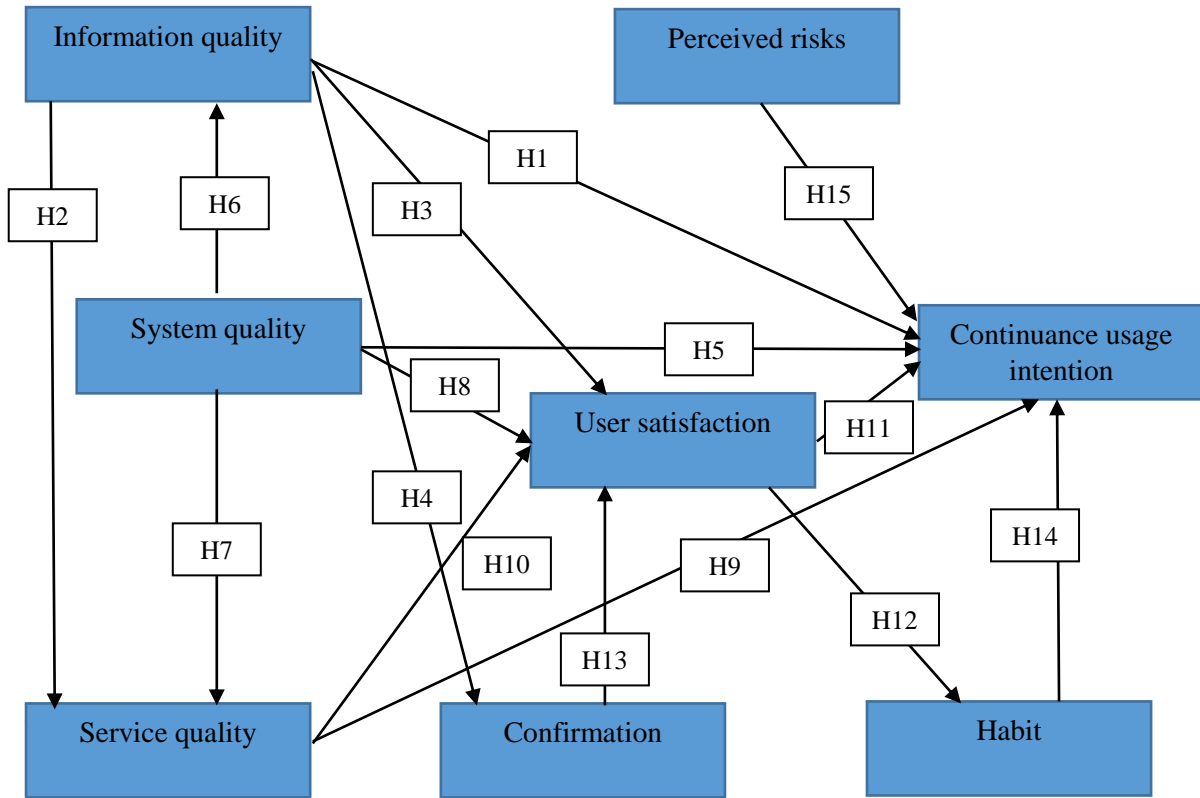 Information quality
Perceived risks
H1
H15
H3
H2
H6
System quality
H5
Continuance usage
intention
H8
User satisfaction
H11
H4
H7
H10
H9
H14
H12
H13
Service quality
Confirmation
Habit